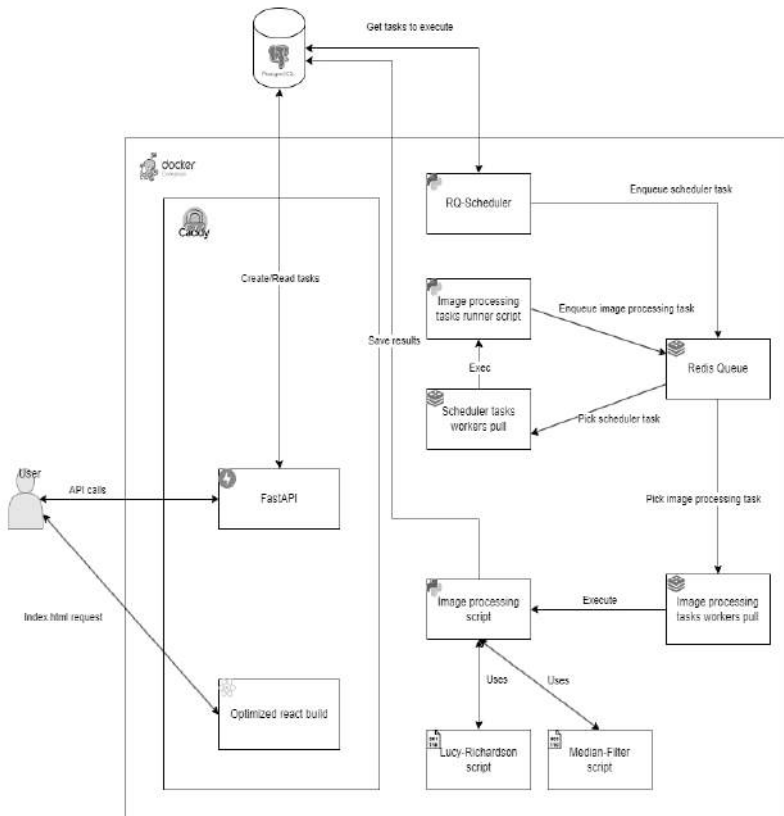 Get tasks to execute
PostgreSQL
docker
Compose
RQ-Scheduler
Enqueue scheduler task
Caddy
Create/Read tasks
Image processing
tasks runner script
Enqueue image processing task
Save results
Redis Queue
Exec
Scheduler tasks
workers pull
Pick scheduler task
User
API calls
FastAPI
Pick image processing task
Image processing
script
Execute
Image processing
tasks workers pull
Index.html request
Uses
Uses
Optimized react build
Lucy-Richardson
script
Median-Filter
script